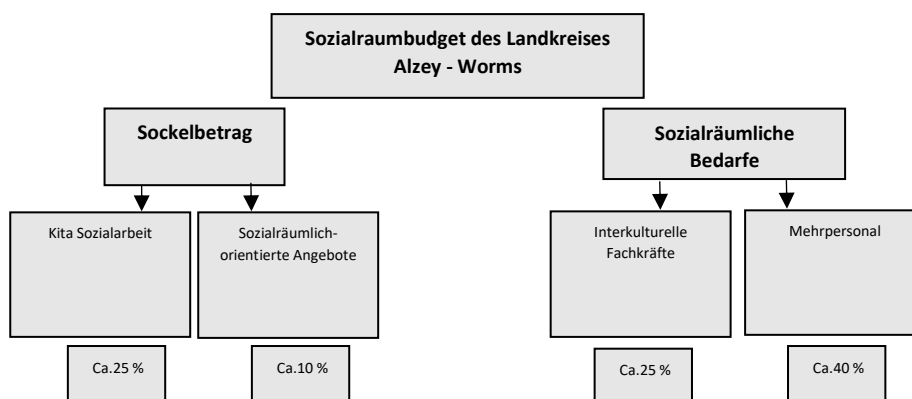 Sozialraumbudget des Landkreises
Alzey - Worms
Sockelbetrag
Sozialräumliche
Bedarfe
Kita Sozialarbeit
Sozialräumlich-
orientierte Angebote
Interkulturelle
Fachkräfte
Mehrpersonal
Ca.25 %
Ca.10 %
Ca.25 %
Ca.40 %